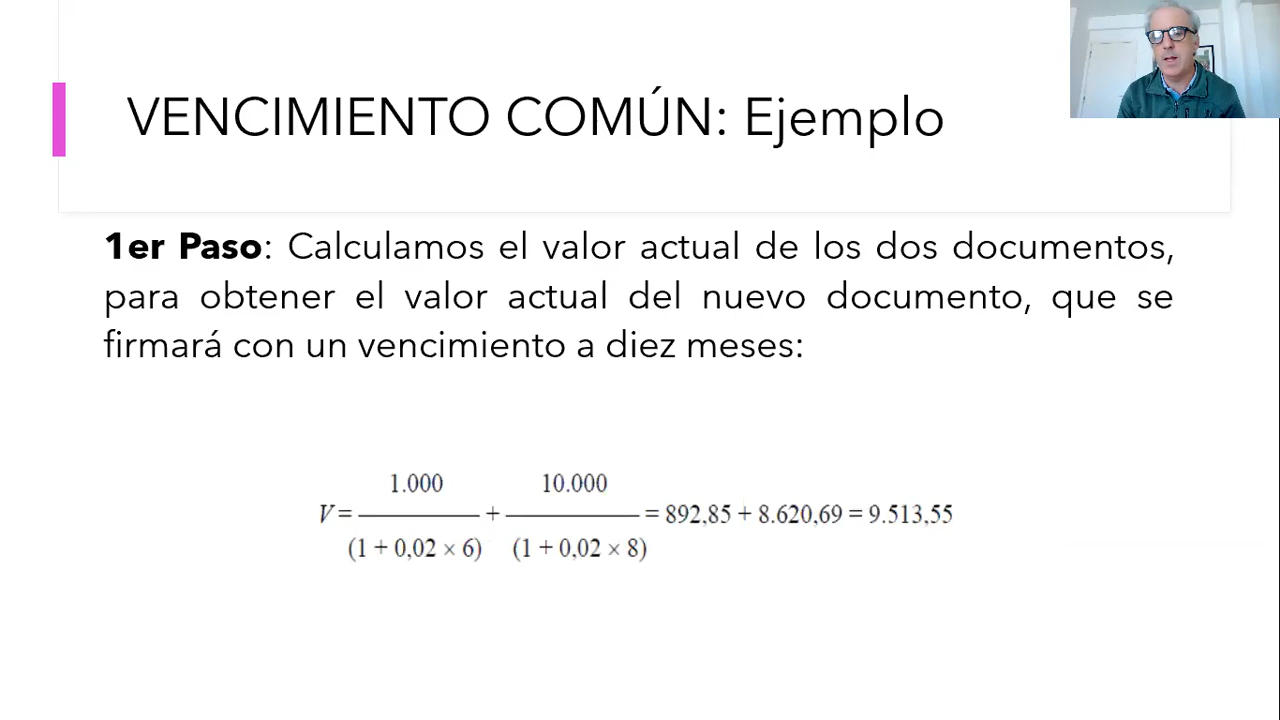 VENCIMIENTO COMÚN: Ejemplo
1er Paso: Calculamos el valor actual de los dos documentos,
para obtener el valor actual del nuevo documento, que se
firmará con un vencimiento a diez meses:
1.000 10.000
V = + = 892,85 + 8.620,69 = 9.513,55
(1 + 0,02 × 6) (1 + 0,02 × 8)